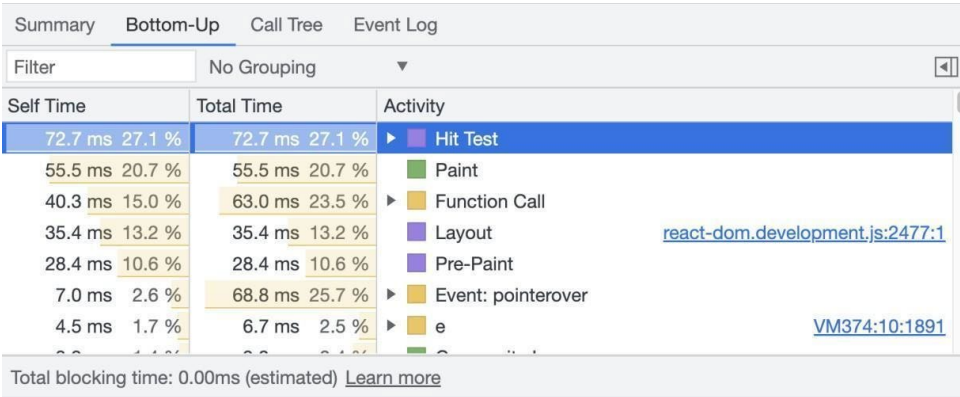 Summary Bottom-Up Call Tree Event Log
Filter No Grouping ▼
Self Time Total Time Activity
72.7 ms 27.1 % 72.7 ms 27.1 % Hit Test
55.5 ms 20.7 % 55.5 ms 20.7 % Paint
40.3 ms 15.0 % 63.0 ms 23.5 % Function Call
35.4 ms 13.2 % 35.4 ms 13.2 % Layout react-dom.development.js:2477:1
28.4 ms 10.6 % 28.4 ms 10.6 % Pre-Paint
7.0 ms 2.6 % 68.8 ms 25.7 % Event: pointerover
4.5 ms 1.7 % 6.7 ms 2.5 % e VM374:10:1891
Total blocking time: 0.00ms (estimated) Learn more